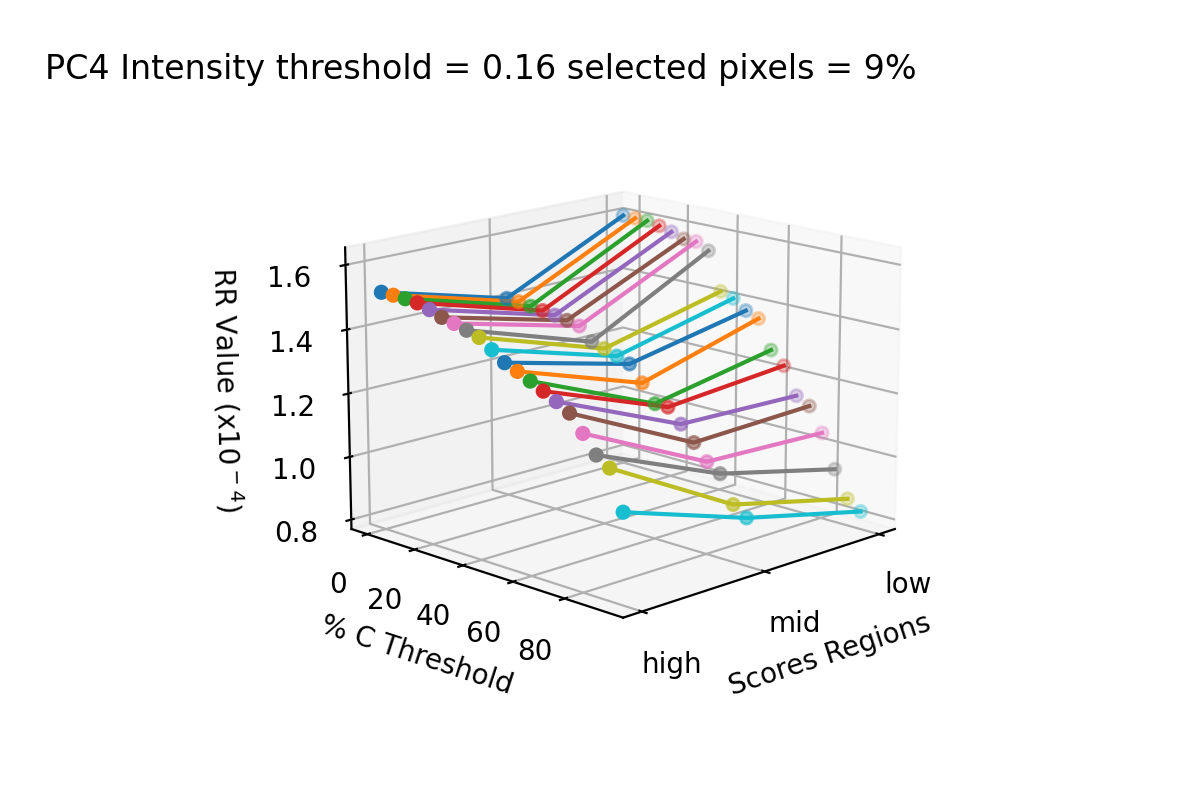 PC4 Intensity threshold = 0.16 selected pixels = 9%
RR Value (x10⁻⁴)
1.6
1.4
1.2
1.0
0.8
0
20
40
60
80
% C Threshold
high
mid
low
Scores Regions